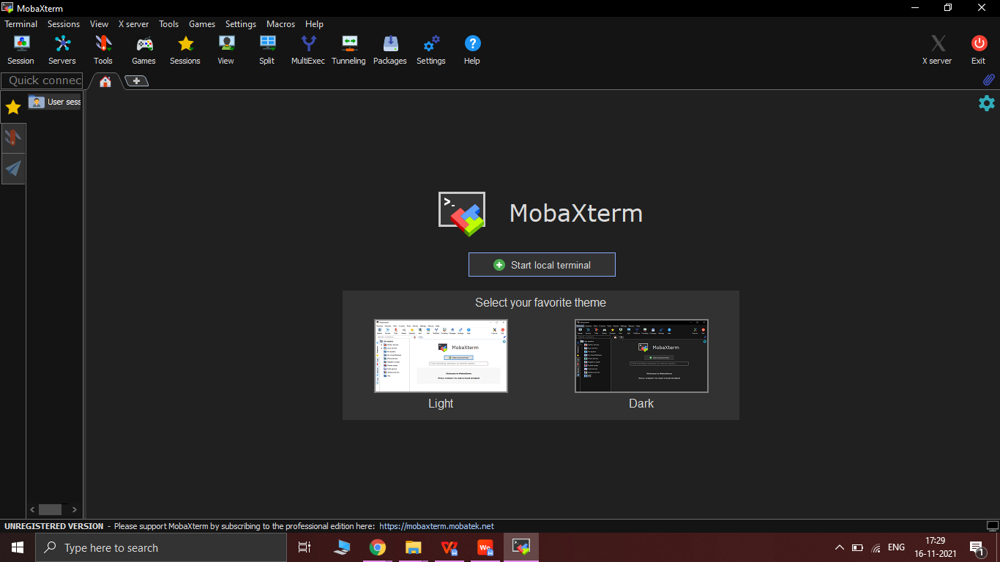 MobaXterm
Terminal Sessions View X server Tools Games Settings Macros Help
Session Servers Tools Games Sessions View Split MultiExec Tunneling Packages Settings Help X server Exit
Quick connec
User sess
MobaXterm
Start local terminal
Select your favorite theme
Light Dark
UNREGISTERED VERSION - Please support MobaXterm by subscribing to the professional edition here: https://mobaxterm.mobatek.net
Type here to search
ENG
17:29
16-11-2021
1